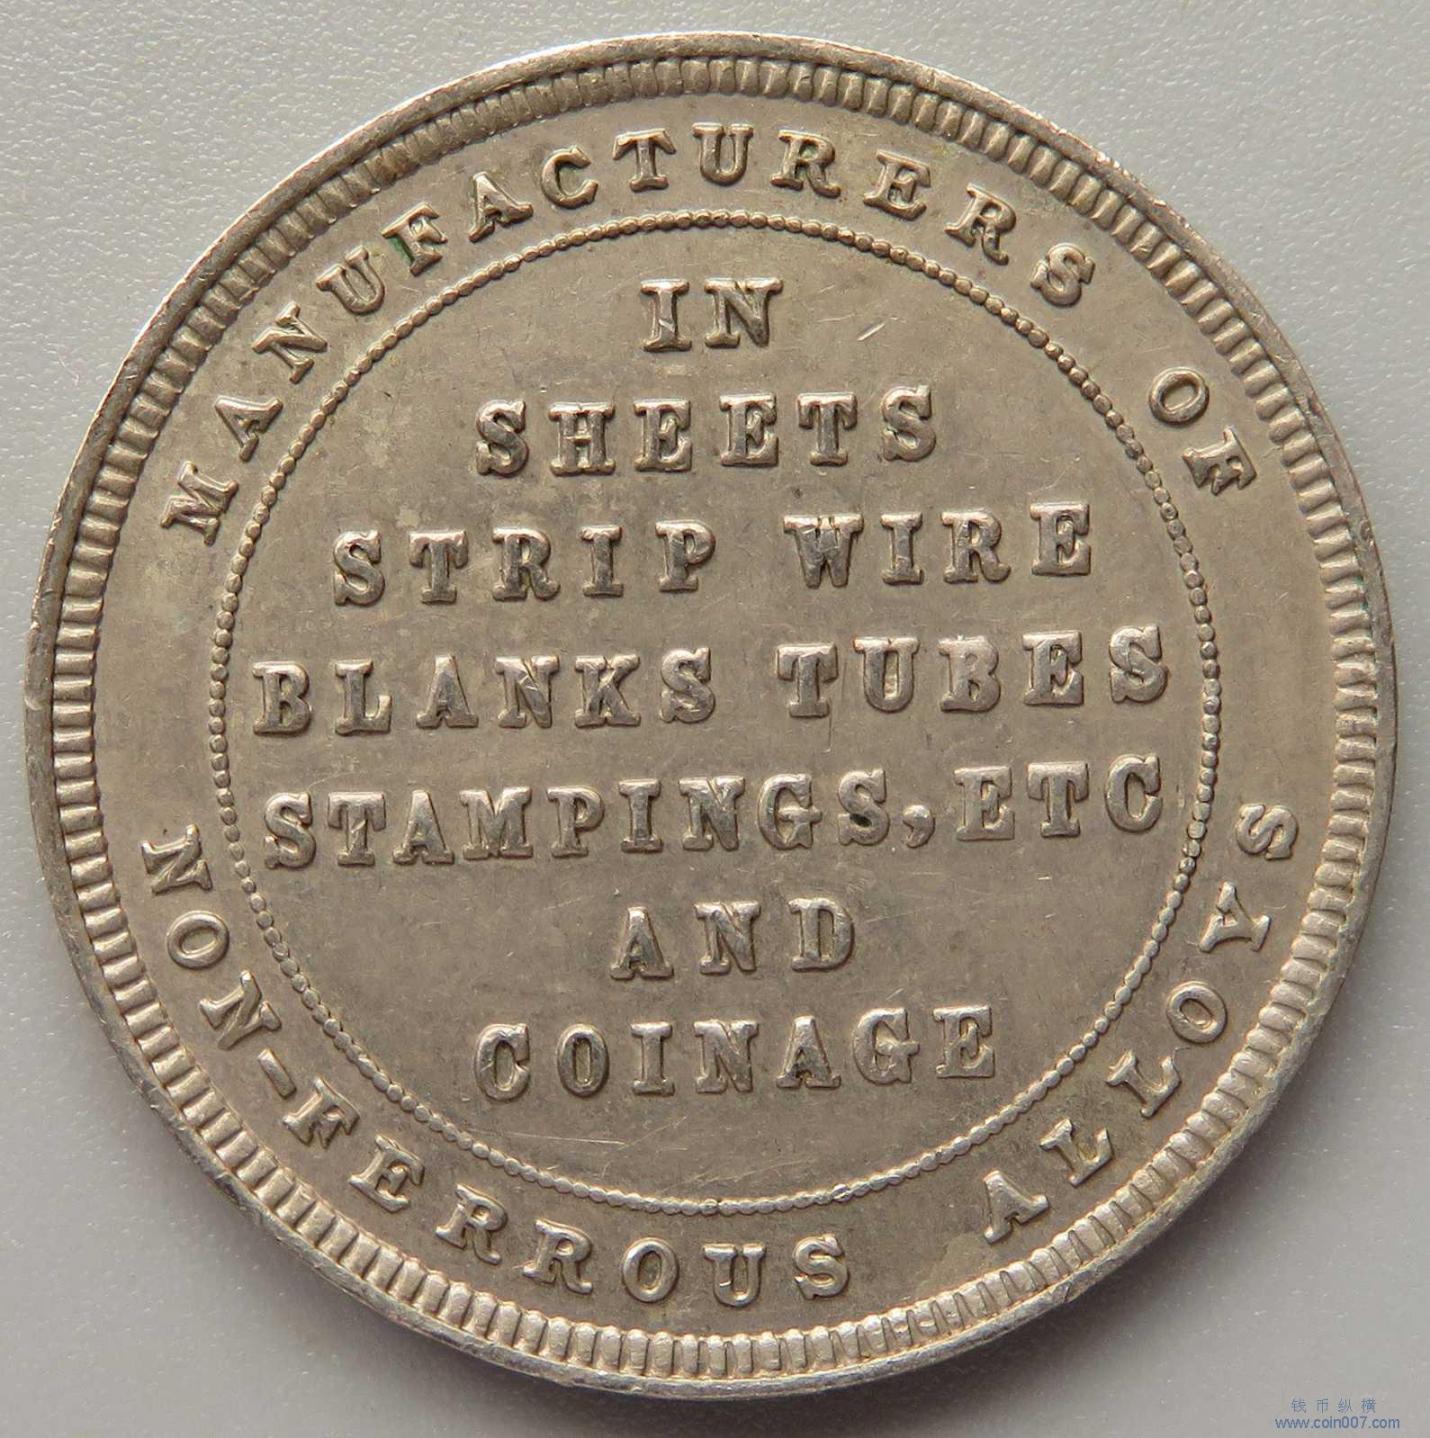 MANUFACTURERS OF
IN
SHEETS
STRIP WIRE
BLANKS TUBES
STAMPINGS, ETC
AND
COINAGE
NON-FERROUS ALLOYS
钱币纵横
www.coin007.com